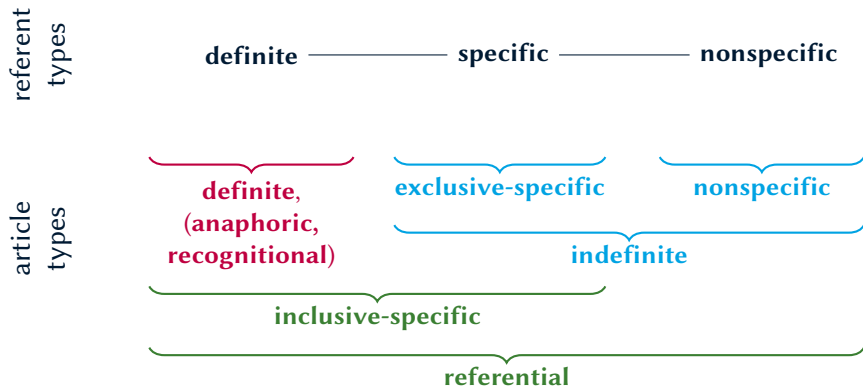 referent
types
definite specific nonspecific
article
types
definite,
(anaphoric,
recognitional)
exclusive-specific nonspecific
indefinite
inclusive-specific
referential